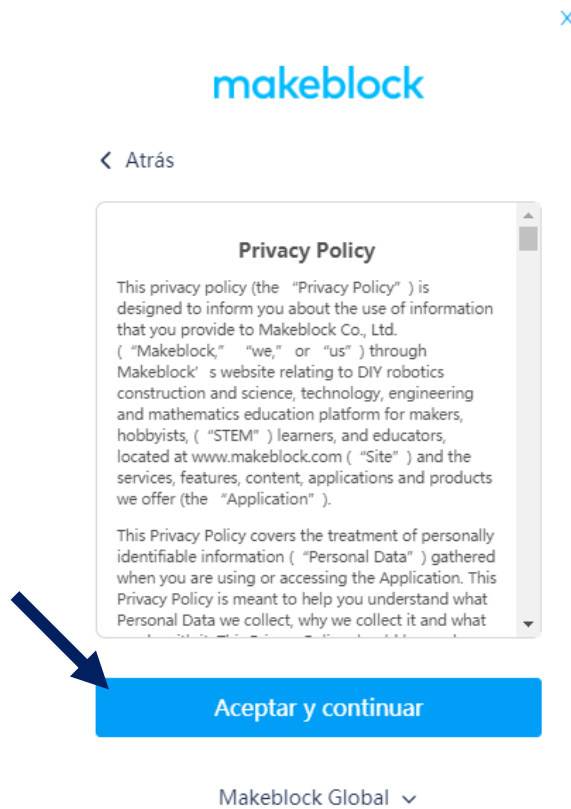 X
makeblock
Atrás
Privacy Policy
This privacy policy (the “Privacy Policy” ) is
designed to inform you about the use of information
that you provide to Makeblock Co., Ltd.
( “Makeblock,” “we,” or “us” ) through
Makeblock’ s website relating to DIY robotics
construction and science, technology, engineering
and mathematics education platform for makers,
hobbyists, ( “STEM” ) learners, and educators,
located at www.makeblock.com ( “Site” ) and the
services, features, content, applications and products
we offer (the “Application” ).
This Privacy Policy covers the treatment of personally
identifiable information ( “Personal Data” ) gathered
when you are using or accessing the Application. This
Privacy Policy is meant to help you understand what
Personal Data we collect, why we collect it and what
Aceptar y continuar
Makeblock Global